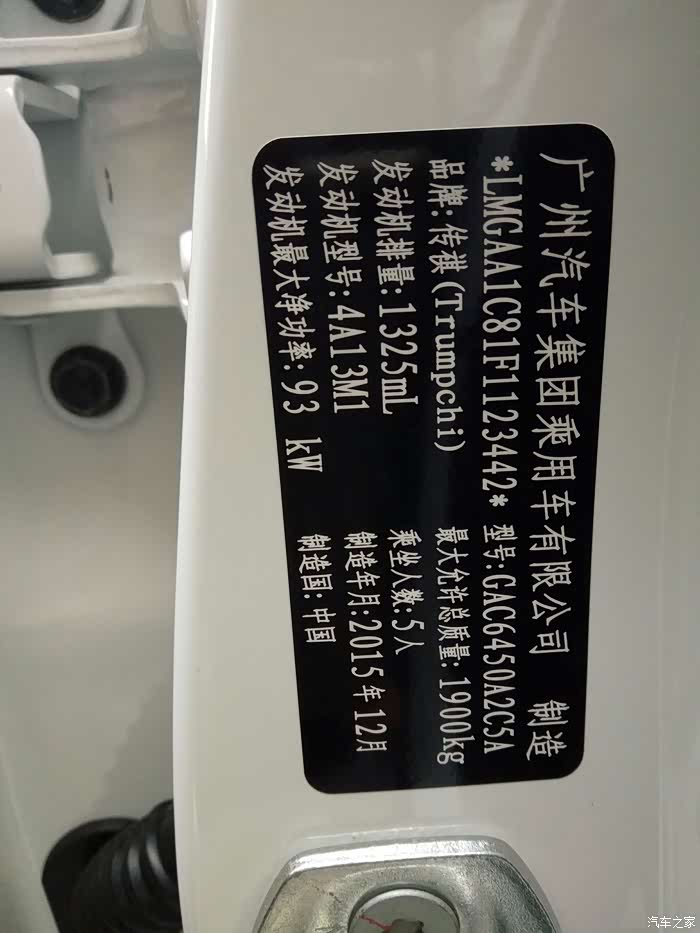 广州汽车集团乘用车有限公司 制造
*LMGAA1C81F1123442* 型号:GAC6450A2C5A
品牌:传祺(Trumpchi) 最大允许总质量:1900kg
发动机排量:1325mL 乘坐人数:5人
发动机型号:4A13M1 制造年月:2015年12月
发动机最大净功率:93 kW 制造国:中国
汽车之家